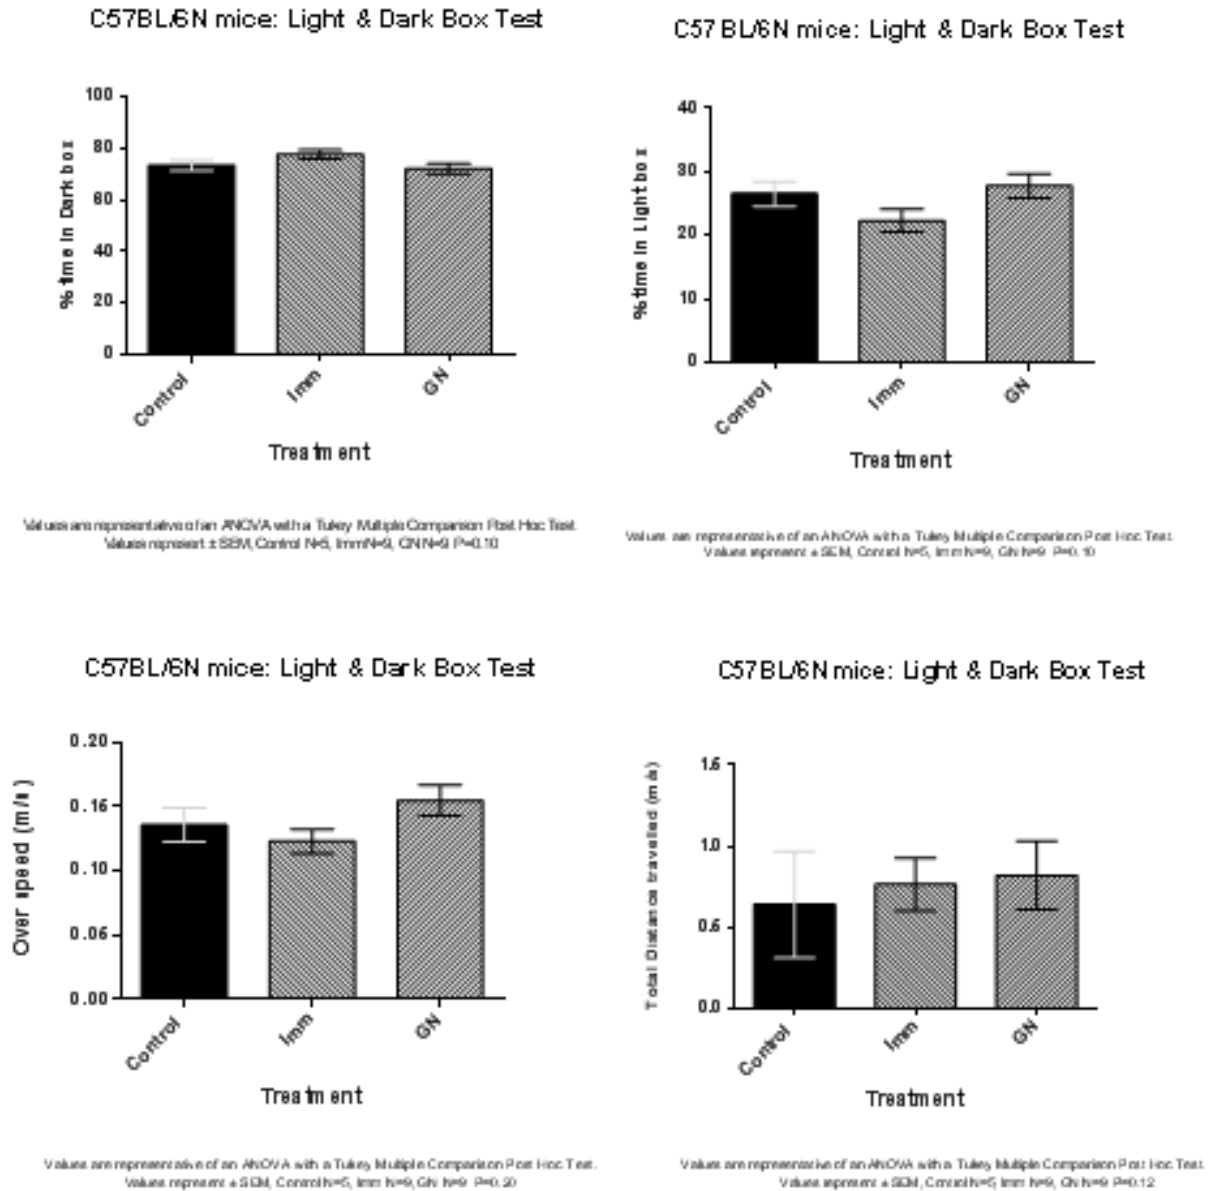 C57BL/6N mice: Light & Dark Box Test
100
80
60
40
20
0
% time in Dark box
Control
Imm
GN
Treatment
Values are representative of an ANOVA with a Tukey Multiple Comparison Post Hoc Test.
Values represent ± SEM, Control N=5, Imm N=9, GN N=9 P=0.10
C57BL/6N mice: Light & Dark Box Test
40
30
20
10
0
% time in Light box
Control
Imm
GN
Treatment
Values are representative of an ANOVA with a Tukey Multiple Comparison Post Hoc Test.
Values represent ± SEM, Control N=5, Imm N=9, GN N=9 P=0.10
C57BL/6N mice: Light & Dark Box Test
0.20
0.15
0.10
0.05
0.00
Over speed (m/s)
Control
Imm
GN
Treatment
Values are representative of an ANOVA with a Tukey Multiple Comparison Post Hoc Test.
Values represent ± SEM, Control N=5, Imm N=9, GN N=9 P=0.20
C57BL/6N mice: Light & Dark Box Test
1.5
1.0
0.5
0.0
Total Distance travelled (m/s)
Control
Imm
GN
Treatment
Values are representative of an ANOVA with a Tukey Multiple Comparison Post Hoc Test.
Values represent ± SEM, Control N=5, Imm N=9, GN N=9 P=0.12